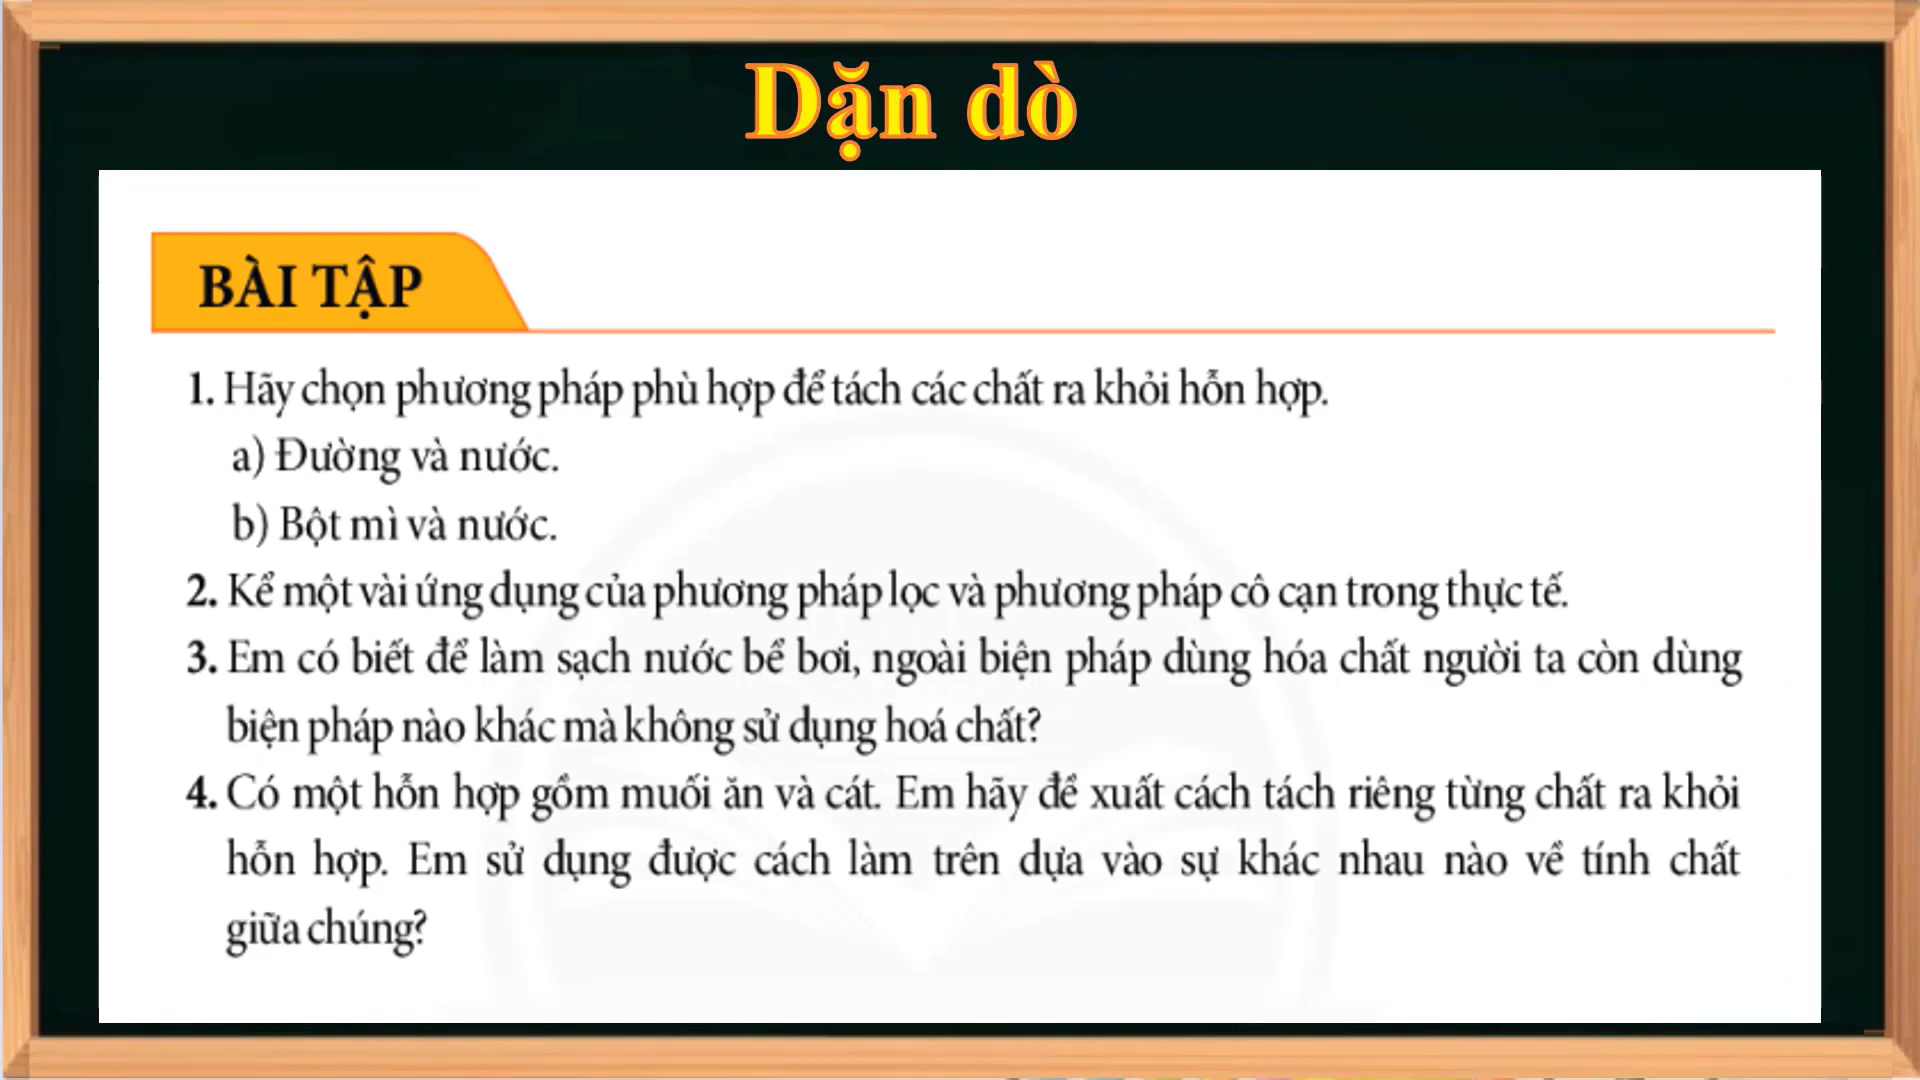 Dặn dò
BÀI TẬP
1. Hãy chọn phương pháp phù hợp để tách các chất ra khỏi hỗn hợp.
a) Đường và nước.
b) Bột mì và nước.
2. Kể một vài ứng dụng của phương pháp lọc và phương pháp cô cạn trong thực tế.
3. Em có biết để làm sạch nước bể bơi, ngoài biện pháp dùng hóa chất người ta còn dùng
biện pháp nào khác mà không sử dụng hoá chất?
4. Có một hỗn hợp gồm muối ăn và cát. Em hãy đề xuất cách tách riêng từng chất ra khỏi
hỗn hợp. Em sử dụng được cách làm trên dựa vào sự khác nhau nào về tính chất
giữa chúng?